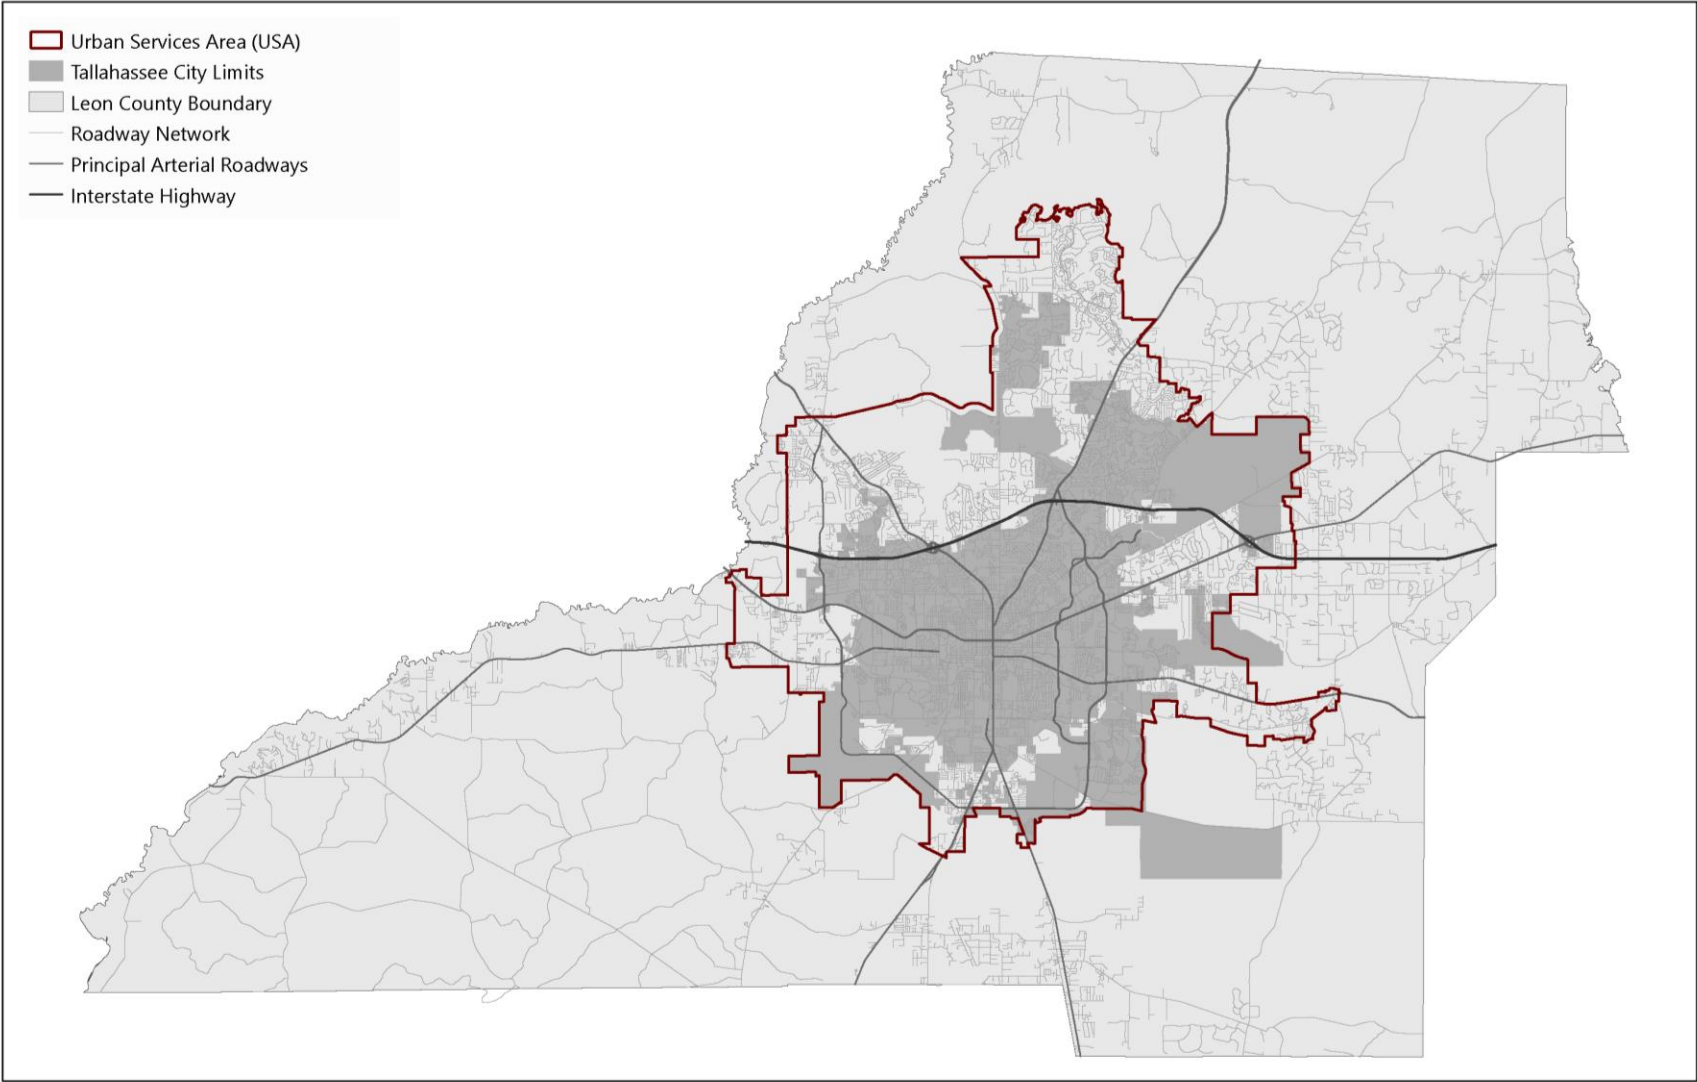 Urban Services Area (USA)
Tallahassee City Limits
Leon County Boundary
Roadway Network
Principal Arterial Roadways
Interstate Highway